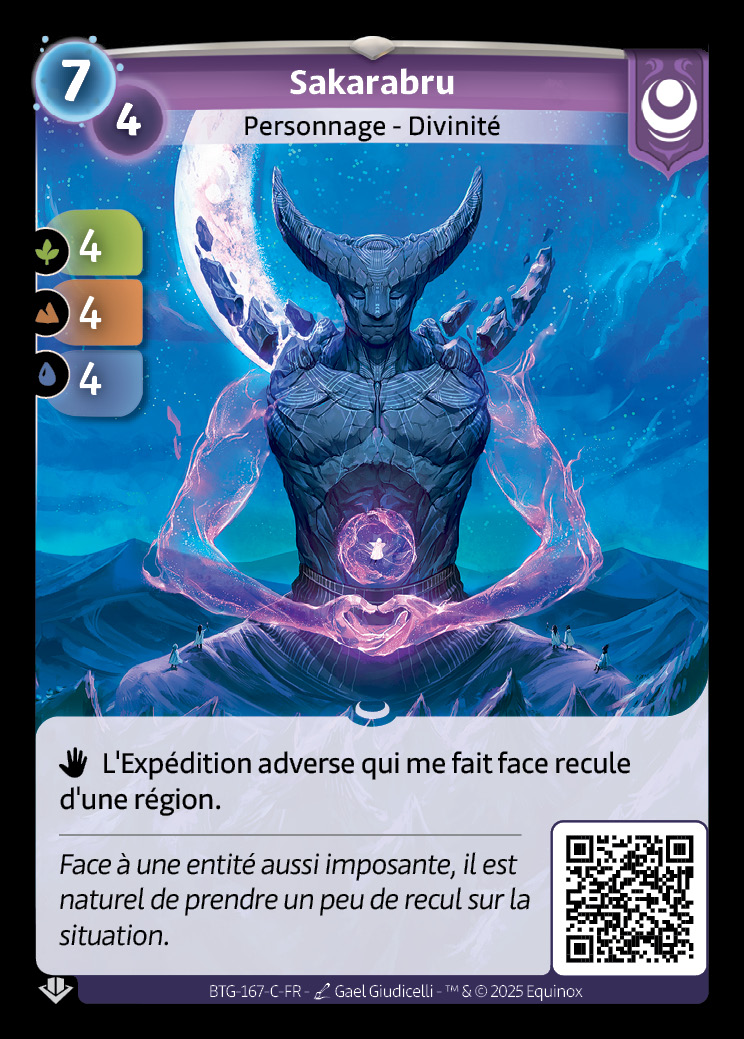 7
Sakarabru
4
Personnage - Divinité
4
4
4
L'Expédition adverse qui me fait face recule
d'une région.
Face à une entité aussi imposante, il est
naturel de prendre un peu de recul sur la
situation.
BTG-167-C-FR - Gael Giudicelli - ™ & © 2025 Equinox